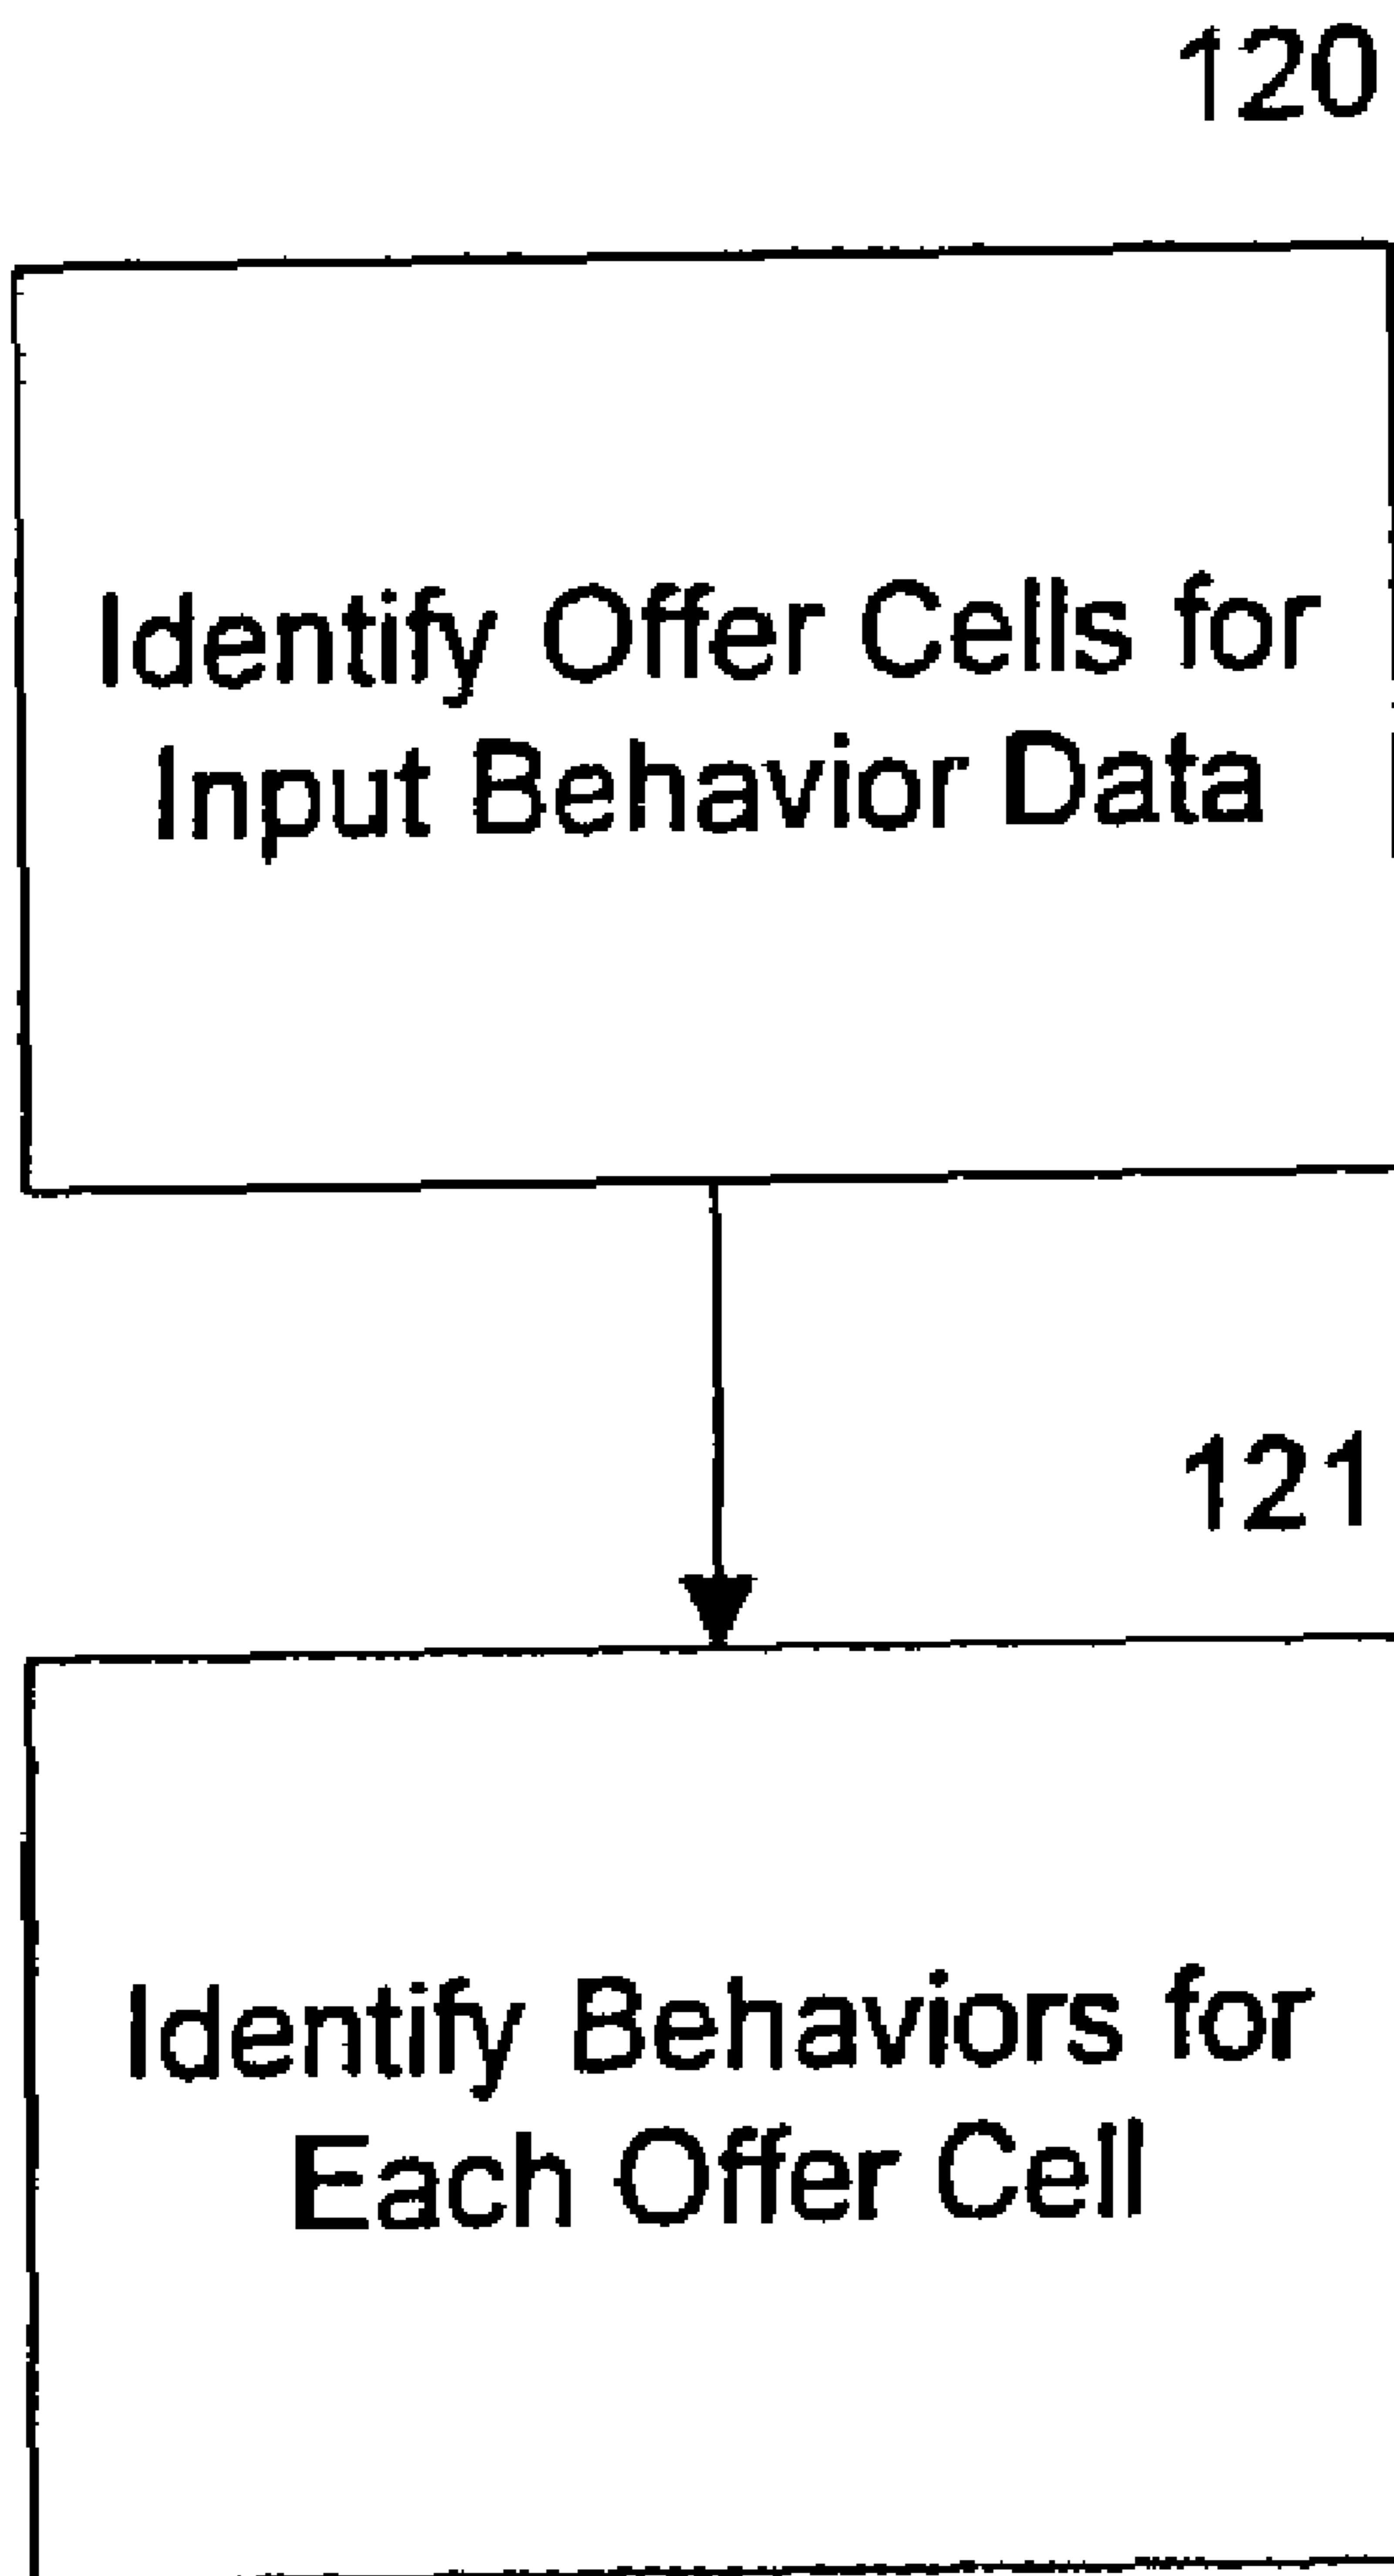 120
Identify Offer Cells for
Input Behavior Data
121
Identify Behaviors for
Each Offer Cell